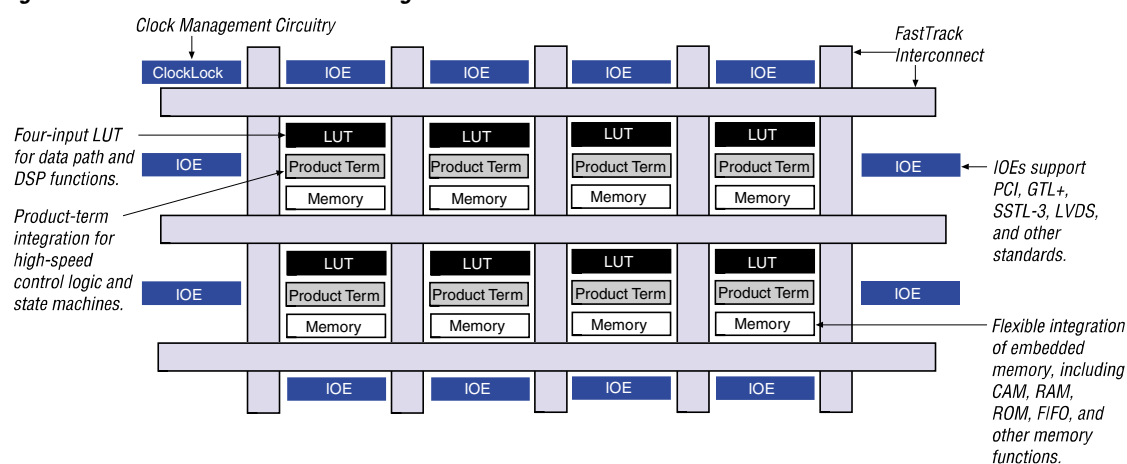 Clock Management Circuitry
FastTrack
Interconnect
ClockLock
IOE
IOE
IOE
IOE
Four-input LUT
for data path and
DSP functions.
LUT
LUT
LUT
LUT
IOE
Product Term
Product Term
Product Term
Product Term
IOE
IOEs support
PCI, GTL+,
SSTL-3, LVDS,
and other
standards.
Memory
Memory
Memory
Memory
Product-term
integration for
high-speed
control logic and
state machines.
LUT
LUT
LUT
LUT
IOE
Product Term
Product Term
Product Term
Product Term
IOE
Memory
Memory
Memory
Memory
Flexible integration
of embedded
memory, including
CAM, RAM,
ROM, FIFO, and
other memory
functions.
IOE
IOE
IOE
IOE